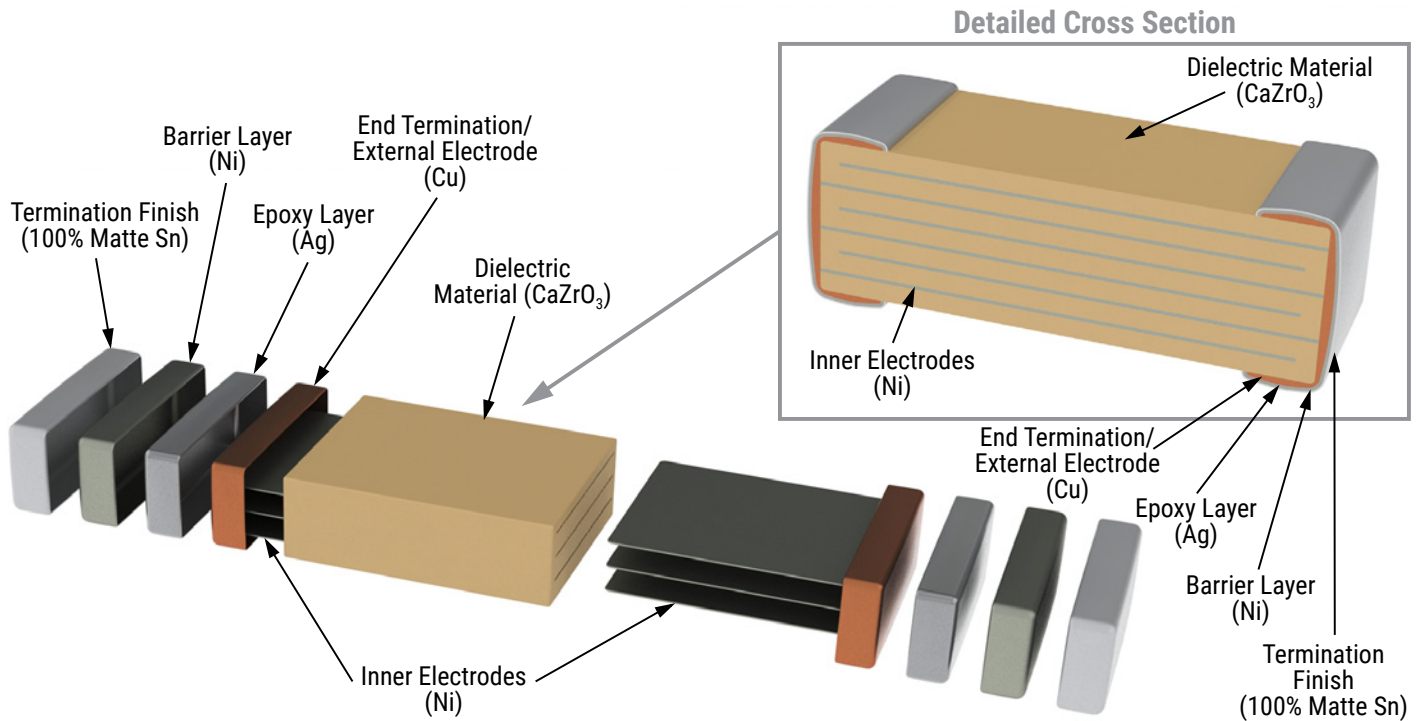 Detailed Cross Section
Dielectric Material
(CaZrO₃)
Inner Electrodes
(Ni)
End Termination/
External Electrode
(Cu)
Epoxy Layer
(Ag)
Barrier Layer
(Ni)
Termination
Finish
(100% Matte Sn)
Termination Finish
(100% Matte Sn)
Barrier Layer
(Ni)
Epoxy Layer
(Ag)
End Termination/
External Electrode
(Cu)
Dielectric
Material (CaZrO₃)
Inner Electrodes
(Ni)